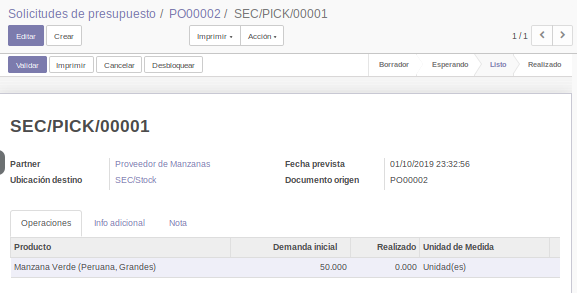 Solicitudes de presupuesto / PO00002 / SEC/PICK/00001
Editar Crear Imprimir Acción 1 / 1
Validar Imprimir Cancelar Desbloquear Borrador Esperando Listo Realizado
SEC/PICK/00001
Partner Proveedor de Manzanas Fecha prevista 01/10/2019 23:32:56
Ubicación destino SEC/Stock Documento origen PO00002
Operaciones Info adicional Nota
Producto Demanda inicial Realizado Unidad de Medida
Manzana Verde (Peruana, Grandes) 50.000 0.000 Unidad(es)